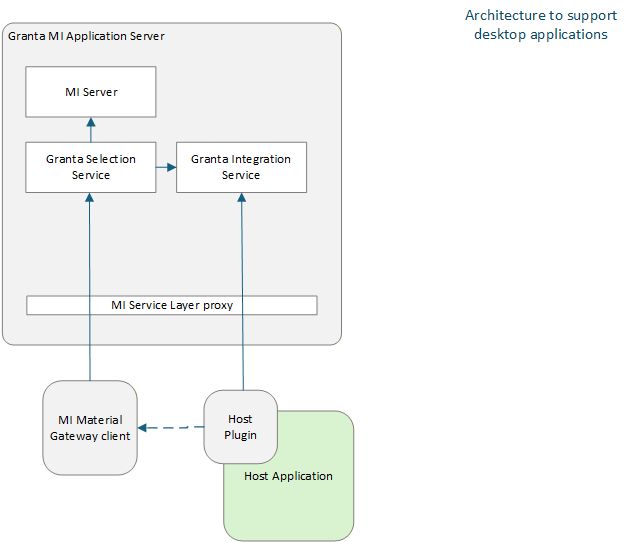 Architecture to support
desktop applications
Granta MI Application Server
MI Server
Granta Selection
Service
Granta Integration
Service
MI Service Layer proxy
MI Material
Gateway client
Host
Plugin
Host Application